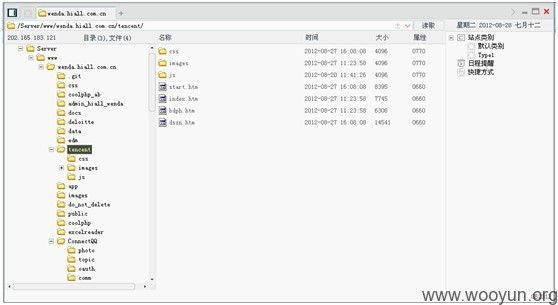 wenda.hiall.com.cn
/Server/www/wenda.hiall.com.cn/tencent/ 读取 星期二 2012-08-28 七月十二
202.165.183.121 目录(3),文件(4) 名称 时间 大小 属性 站点类别
Server css 2012-08-27 16:08:08 4096 0770 默认类别
www images 2012-08-27 11:23:58 4096 0770 Type1
wenda.hiall.com.cn js 2012-08-20 11:41:26 4096 0770 日程提醒
.git start.htm 2012-08-27 16:08:08 8395 0660 快捷方式
css index.htm 2012-08-27 11:23:58 7745 0660
coolphp_ab bdph.htm 2012-08-27 11:23:58 6306 0660
admin_hiall_wenda dzsn.htm 2012-08-27 16:08:08 14541 0660
docs
deloitte
data
edm
tencent
css
images
js
app
images
do_not_delete
public
coolphp
excelreader
ConnectQQ
photo
topic
oauth
comm
www.wooyun.org